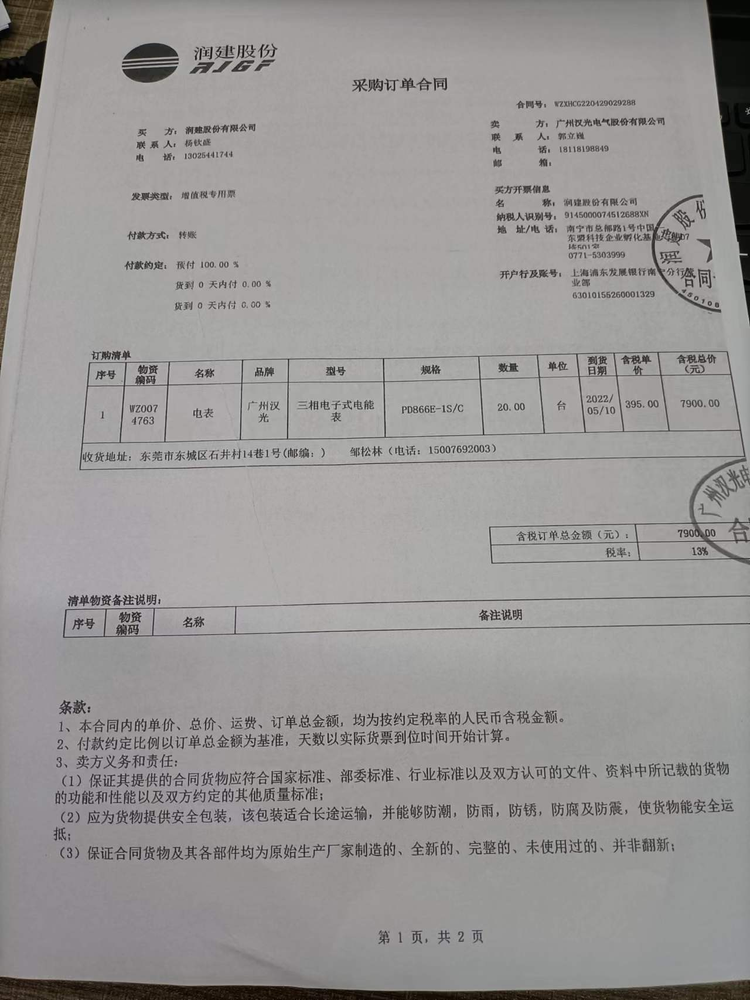 润建股份
RJGF
采购订单合同
合同号：WZXHCG220429029288
买 方：润建股份有限公司
联 系 人：杨钦盛
电 话：13025441744
卖 方：广州汉光电气股份有限公司
联 系 人：郭立巍
电 话：18118198849
邮 箱：
发票类型：增值税专用票
付款方式：转账
付款约定：预付 100.00 %
货到 0 天内付 0.00 %
货到 0 天内付 0.00 %
买方开票信息
名 称：润建股份有限公司
纳税人识别号：9145000074512688XN
地 址/电 话：南宁市总部路1号中国-
东盟科技企业孵化基地
栋501室
0771-5303999
开户行及账号：上海浦东发展银行南宁分行营
业部
63010155260001329
润建股份
合同
450108
订购清单
序号 物资编码 名称 品牌 型号 规格 数量 单位 到货日期 含税单价 含税总价（元）
1 WZ0074763 电表 广州汉光 三相电子式电能表 PD866E-1S/C 20.00 台 2022/05/10 395.00 7900.00
收货地址：东莞市东城区石井村14巷1号(邮编：) 邹松林（电话：15007692003）
广州汉光电
合
含税订单总金额（元）：7900.00
税率：13%
清单物资备注说明：
序号 物资编码 名称 备注说明
条款：
1、本合同内的单价、总价、运费、订单总金额，均为按约定税率的人民币含税金额。
2、付款约定比例以订单总金额为基准，天数以实际货票到位时间开始计算。
3、卖方义务和责任：
（1）保证其提供的合同货物应符合国家标准、部委标准、行业标准以及双方认可的文件、资料中所记载的货物
的功能和性能以及双方约定的其他质量标准；
（2）应为货物提供安全包装，该包装适合长途运输，并能够防潮，防雨，防锈，防腐及防震，使货物能安全运
抵；
（3）保证合同货物及其各部件均为原始生产厂家制造的、全新的、完整的、未使用过的、并非翻新；
第 1 页，共 2 页